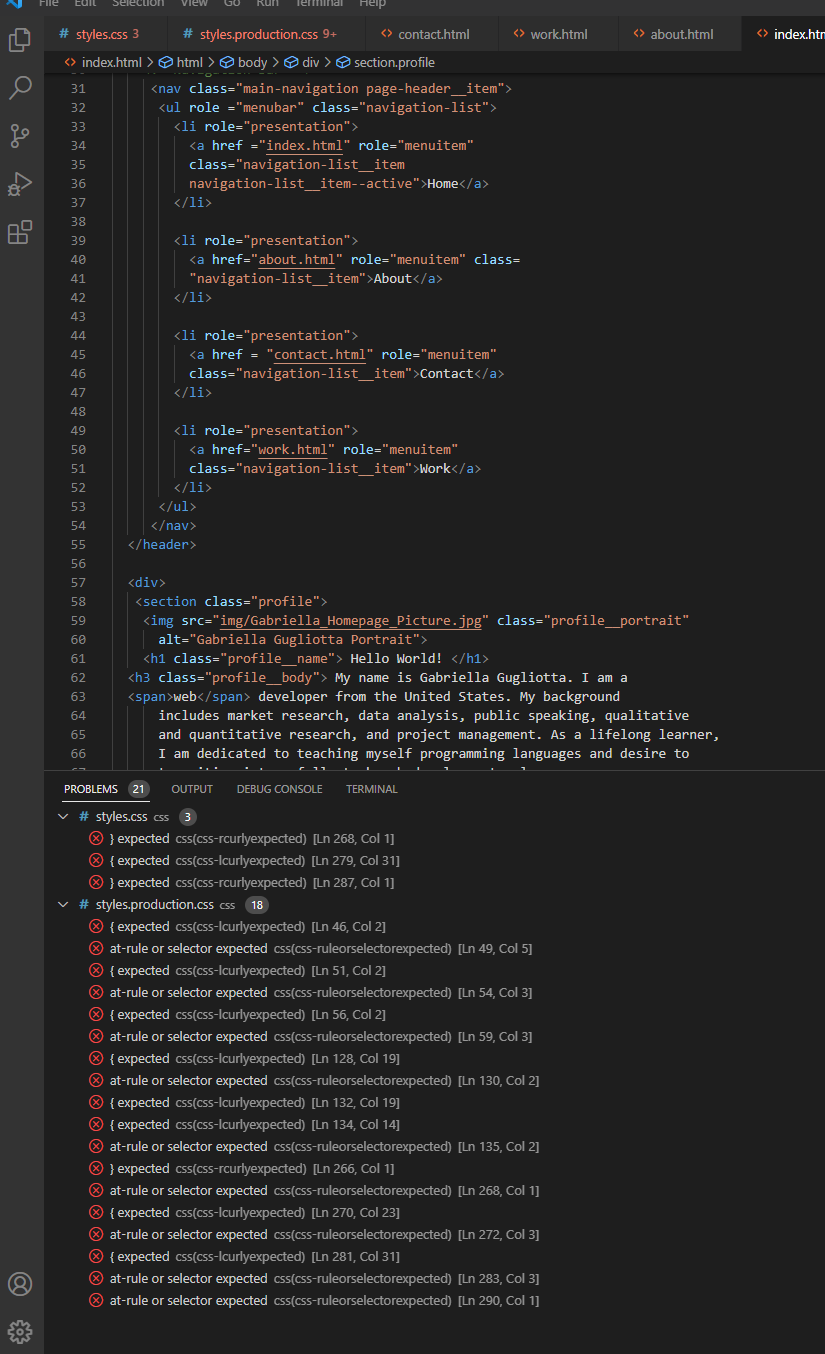 File Edit Selection View Go Run Terminal Help
# styles.css 3 # styles.production.css 9+ <> contact.html <> work.html <> about.html <> index.htm
<> index.html > html > body > div > section.profile
31 <nav class="main-navigation page-header__item">
32 <ul role ="menubar" class="navigation-list">
33 <li role="presentation">
34 <a href ="index.html" role="menuitem"
35 class="navigation-list__item
36 navigation-list__item--active">Home</a>
37 </li>
38
39 <li role="presentation">
40 <a href="about.html" role="menuitem" class=
41 "navigation-list__item">About</a>
42 </li>
43
44 <li role="presentation">
45 <a href = "contact.html" role="menuitem"
46 class="navigation-list__item">Contact</a>
47 </li>
48
49 <li role="presentation">
50 <a href="work.html" role="menuitem"
51 class="navigation-list__item">Work</a>
52 </li>
53 </ul>
54 </nav>
55 </header>
56
57 <div>
58 <section class="profile">
59 <img src="img/Gabriella_Homepage_Picture.jpg" class="profile__portrait"
60 alt="Gabriella Gugliotta Portrait">
61 <h1 class="profile__name"> Hello World! </h1>
62 <h3 class="profile__body"> My name is Gabriella Gugliotta. I am a
63 <span>web</span> developer from the United States. My background
64 includes market research, data analysis, public speaking, qualitative
65 and quantitative research, and project management. As a lifelong learner,
66 I am dedicated to teaching myself programming languages and desire to
PROBLEMS 21 OUTPUT DEBUG CONSOLE TERMINAL
# styles.css css 3
} expected css(css-rcurlyexpected) [Ln 268, Col 1]
{ expected css(css-lcurlyexpected) [Ln 279, Col 31]
} expected css(css-rcurlyexpected) [Ln 287, Col 1]
# styles.production.css css 18
{ expected css(css-lcurlyexpected) [Ln 46, Col 2]
at-rule or selector expected css(css-ruleorselectorexpected) [Ln 49, Col 5]
{ expected css(css-lcurlyexpected) [Ln 51, Col 2]
at-rule or selector expected css(css-ruleorselectorexpected) [Ln 54, Col 3]
{ expected css(css-lcurlyexpected) [Ln 56, Col 2]
at-rule or selector expected css(css-ruleorselectorexpected) [Ln 59, Col 3]
{ expected css(css-lcurlyexpected) [Ln 128, Col 19]
at-rule or selector expected css(css-ruleorselectorexpected) [Ln 130, Col 2]
{ expected css(css-lcurlyexpected) [Ln 132, Col 19]
{ expected css(css-lcurlyexpected) [Ln 134, Col 14]
at-rule or selector expected css(css-ruleorselectorexpected) [Ln 135, Col 2]
} expected css(css-rcurlyexpected) [Ln 266, Col 1]
at-rule or selector expected css(css-ruleorselectorexpected) [Ln 268, Col 1]
{ expected css(css-lcurlyexpected) [Ln 270, Col 23]
at-rule or selector expected css(css-ruleorselectorexpected) [Ln 272, Col 3]
{ expected css(css-lcurlyexpected) [Ln 281, Col 31]
at-rule or selector expected css(css-ruleorselectorexpected) [Ln 283, Col 3]
at-rule or selector expected css(css-ruleorselectorexpected) [Ln 290, Col 1]